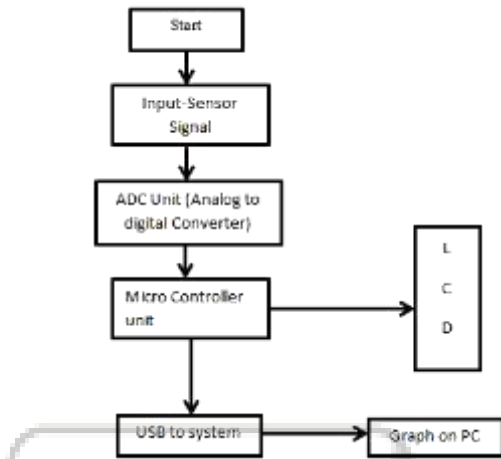 Start
Input-Sensor
Signal
ADC Unit (Analog to
digital Converter)
Micro Controller
unit
L
C
D
USB to system
Graph on PC